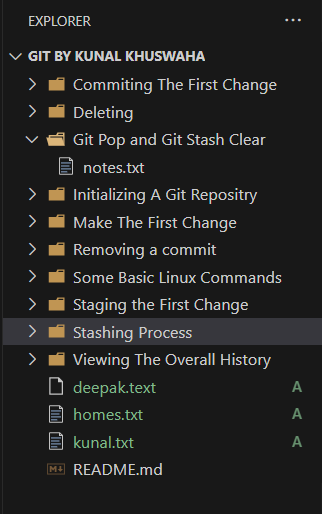 EXPLORER
GIT BY KUNAL KHUSWAHA
Commiting The First Change
Deleting
Git Pop and Git Stash Clear
notes.txt
Initializing A Git Repositry
Make The First Change
Removing a commit
Some Basic Linux Commands
Staging the First Change
Stashing Process
Viewing The Overall History
deepak.text A
homes.txt A
kunal.txt A
README.md